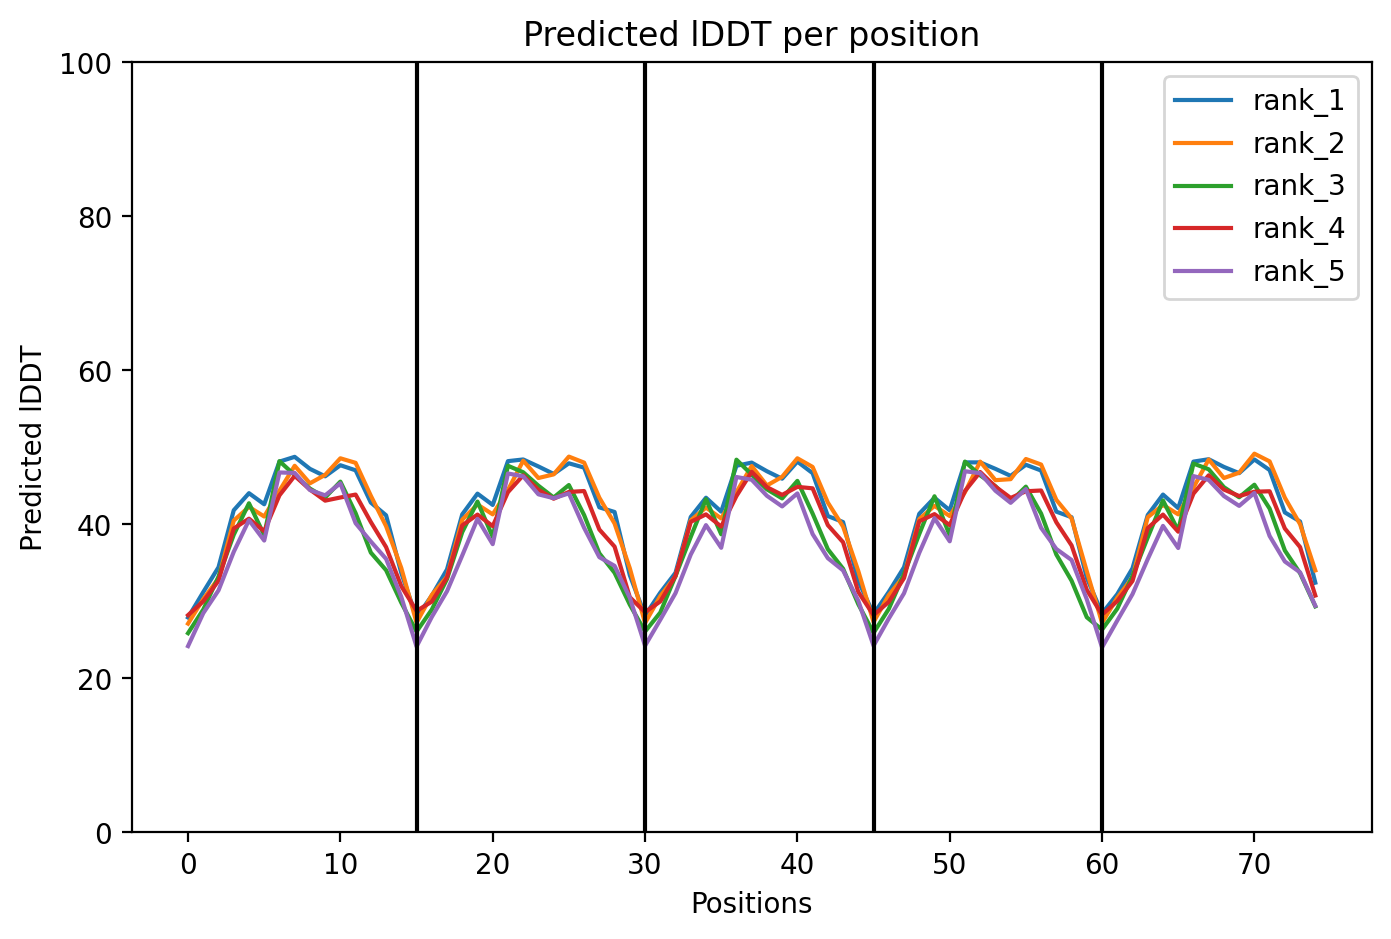 Predicted lDDT per position
Predicted lDDT
100
80
60
40
20
0
rank_1
rank_2
rank_3
rank_4
rank_5
0 10 20 30 40 50 60 70
Positions